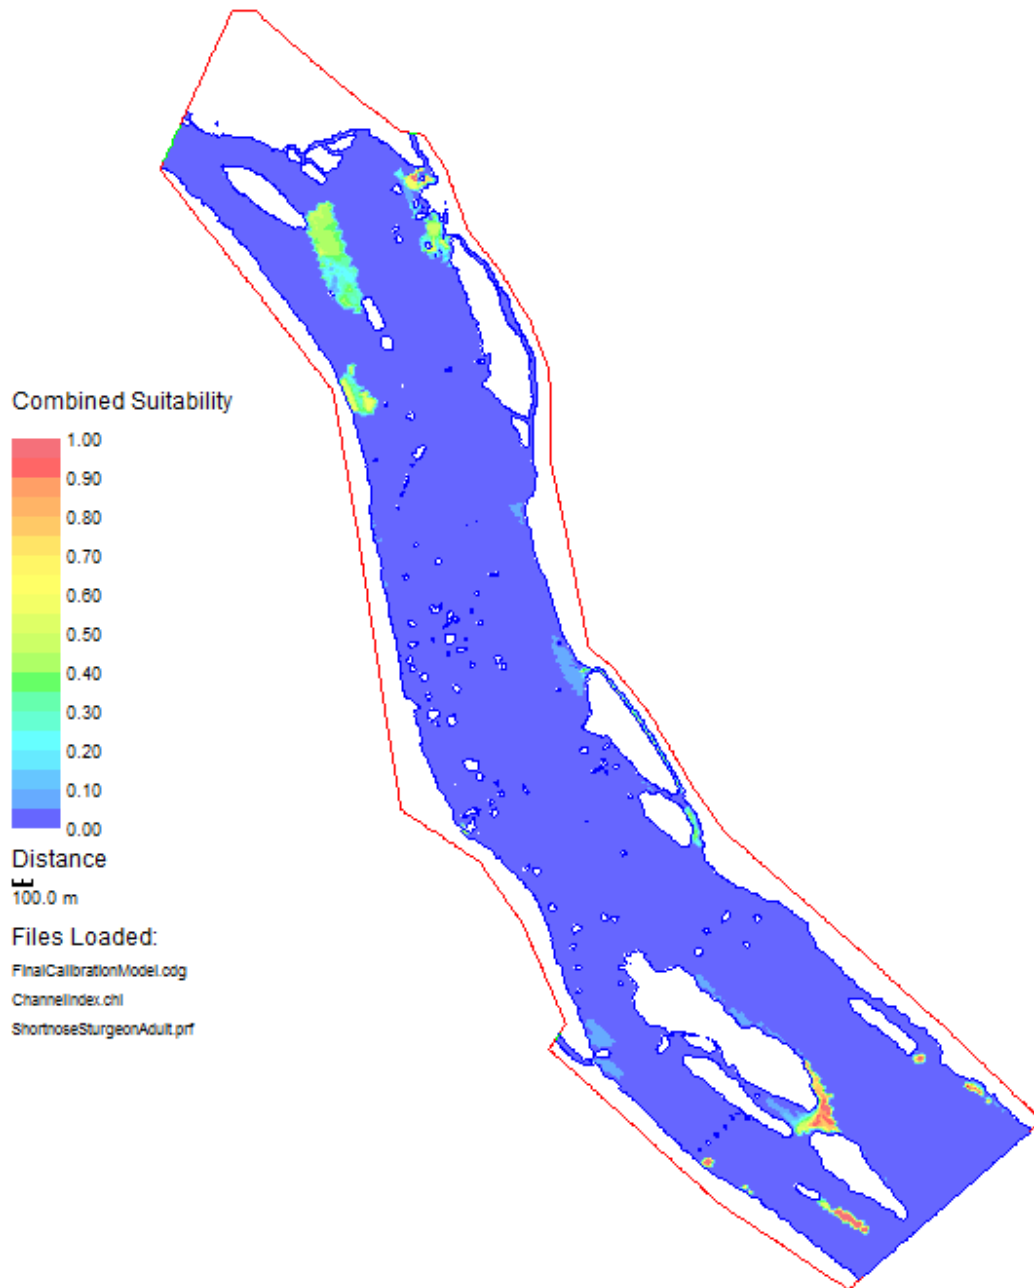 Combined Suitability
1.00
0.90
0.80
0.70
0.60
0.50
0.40
0.30
0.20
0.10
0.00
Distance
100.0 m
Files Loaded:
FinalCalibrationModel.cdg
ChannelIndex.chi
ShortnoseSturgeonAdult.prf